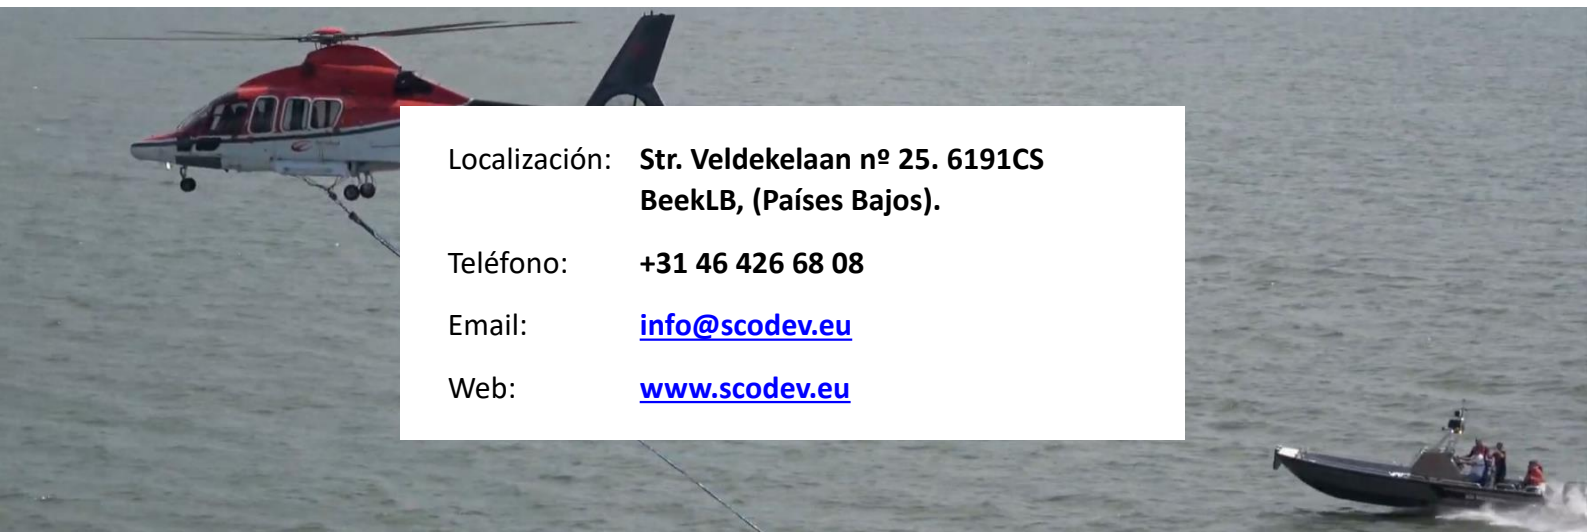 Localización: Str. Veldekelaan nº 25. 6191CS
BeekLB, (Países Bajos).
Teléfono: +31 46 426 68 08
Email: info@scodev.eu
Web: www.scodev.eu